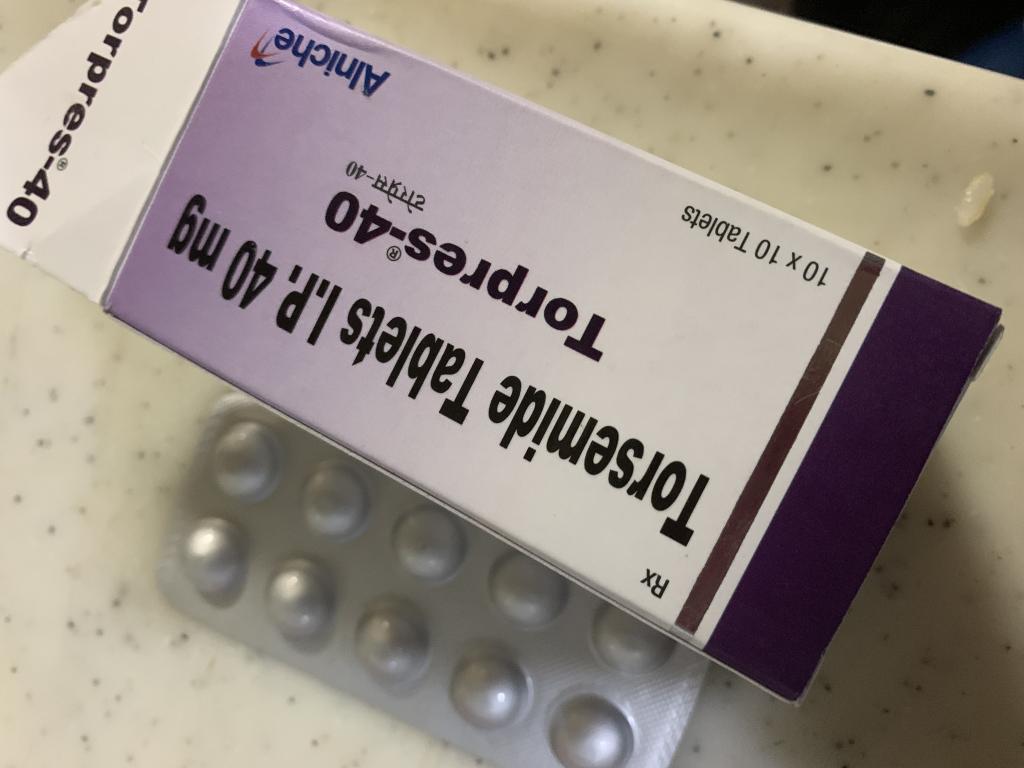 Rx
Torsemide Tablets I.P. 40 mg
Torpres®-40
टोरप्रेस-40
10 x 10 Tablets
Alniche
Torpres®-40